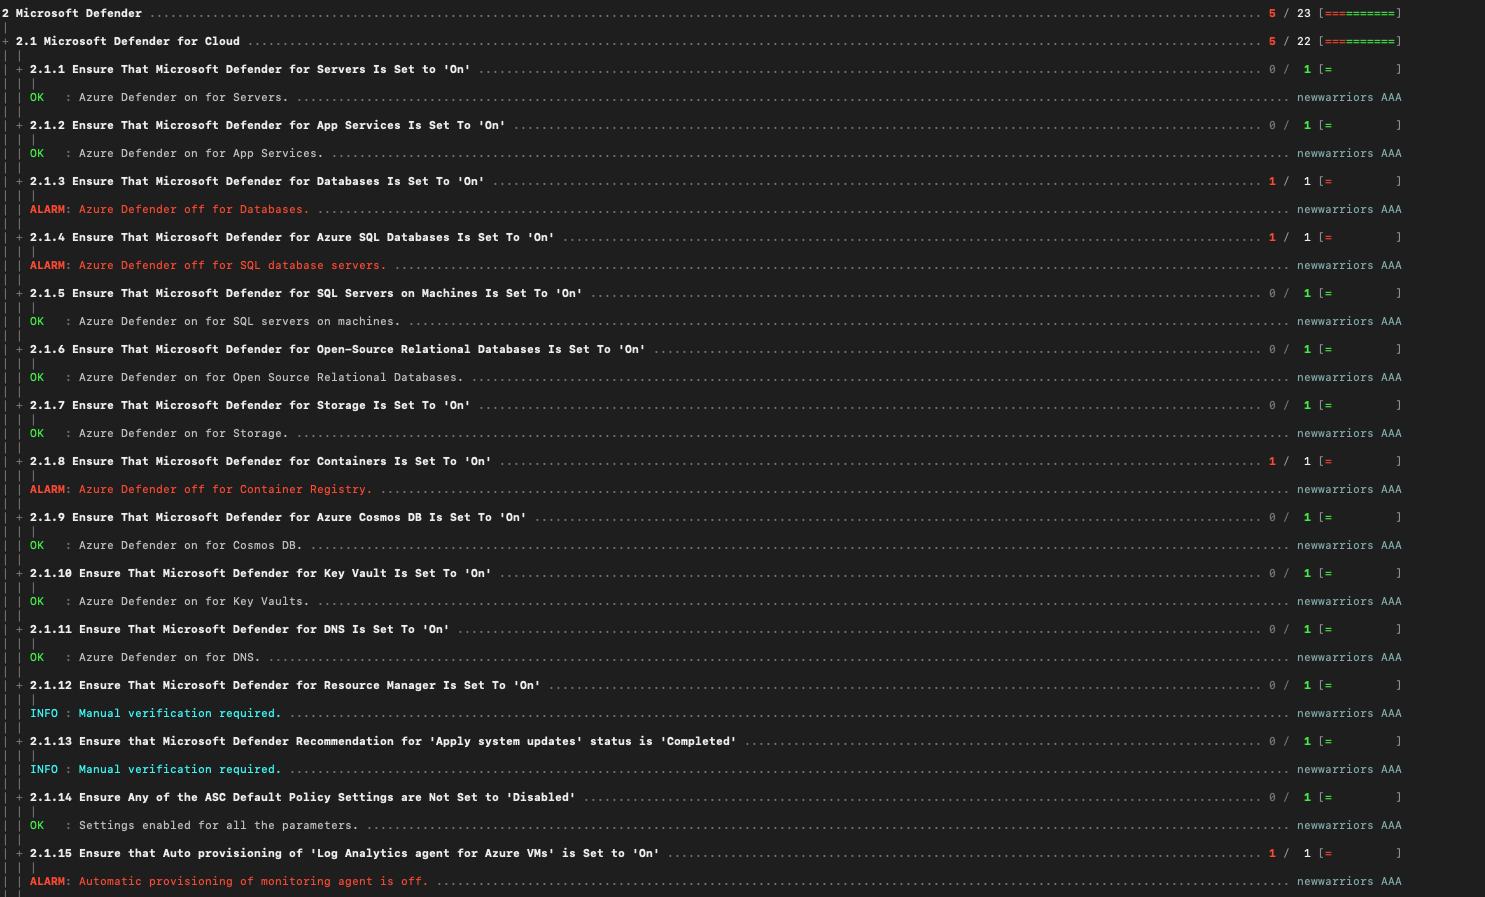 2 Microsoft Defender ........ 5 / 23 [==========]
+ 2.1 Microsoft Defender for Cloud ........ 5 / 22 [==========]
| + 2.1.1 Ensure That Microsoft Defender for Servers Is Set to 'On' ........ 0 / 1 [= ]
| | OK : Azure Defender on for Servers. ........ newwarriors AAA
| + 2.1.2 Ensure That Microsoft Defender for App Services Is Set To 'On' ........ 0 / 1 [= ]
| | OK : Azure Defender on for App Services. ........ newwarriors AAA
| + 2.1.3 Ensure That Microsoft Defender for Databases Is Set To 'On' ........ 1 / 1 [= ]
| | ALARM: Azure Defender off for Databases. ........ newwarriors AAA
| + 2.1.4 Ensure That Microsoft Defender for Azure SQL Databases Is Set To 'On' ........ 1 / 1 [= ]
| | ALARM: Azure Defender off for SQL database servers. ........ newwarriors AAA
| + 2.1.5 Ensure That Microsoft Defender for SQL Servers on Machines Is Set To 'On' ........ 0 / 1 [= ]
| | OK : Azure Defender on for SQL servers on machines. ........ newwarriors AAA
| + 2.1.6 Ensure That Microsoft Defender for Open-Source Relational Databases Is Set To 'On' ........ 0 / 1 [= ]
| | OK : Azure Defender on for Open Source Relational Databases. ........ newwarriors AAA
| + 2.1.7 Ensure That Microsoft Defender for Storage Is Set To 'On' ........ 0 / 1 [= ]
| | OK : Azure Defender on for Storage. ........ newwarriors AAA
| + 2.1.8 Ensure That Microsoft Defender for Containers Is Set To 'On' ........ 1 / 1 [= ]
| | ALARM: Azure Defender off for Container Registry. ........ newwarriors AAA
| + 2.1.9 Ensure That Microsoft Defender for Azure Cosmos DB Is Set To 'On' ........ 0 / 1 [= ]
| | OK : Azure Defender on for Cosmos DB. ........ newwarriors AAA
| + 2.1.10 Ensure That Microsoft Defender for Key Vault Is Set To 'On' ........ 0 / 1 [= ]
| | OK : Azure Defender on for Key Vaults. ........ newwarriors AAA
| + 2.1.11 Ensure That Microsoft Defender for DNS Is Set To 'On' ........ 0 / 1 [= ]
| | OK : Azure Defender on for DNS. ........ newwarriors AAA
| + 2.1.12 Ensure That Microsoft Defender for Resource Manager Is Set To 'On' ........ 0 / 1 [= ]
| | INFO : Manual verification required. ........ newwarriors AAA
| + 2.1.13 Ensure that Microsoft Defender Recommendation for 'Apply system updates' status is 'Completed' ........ 0 / 1 [= ]
| | INFO : Manual verification required. ........ newwarriors AAA
| + 2.1.14 Ensure Any of the ASC Default Policy Settings are Not Set to 'Disabled' ........ 0 / 1 [= ]
| | OK : Settings enabled for all the parameters. ........ newwarriors AAA
| + 2.1.15 Ensure that Auto provisioning of 'Log Analytics agent for Azure VMs' is Set to 'On' ........ 1 / 1 [= ]
| | ALARM: Automatic provisioning of monitoring agent is off. ........ newwarriors AAA